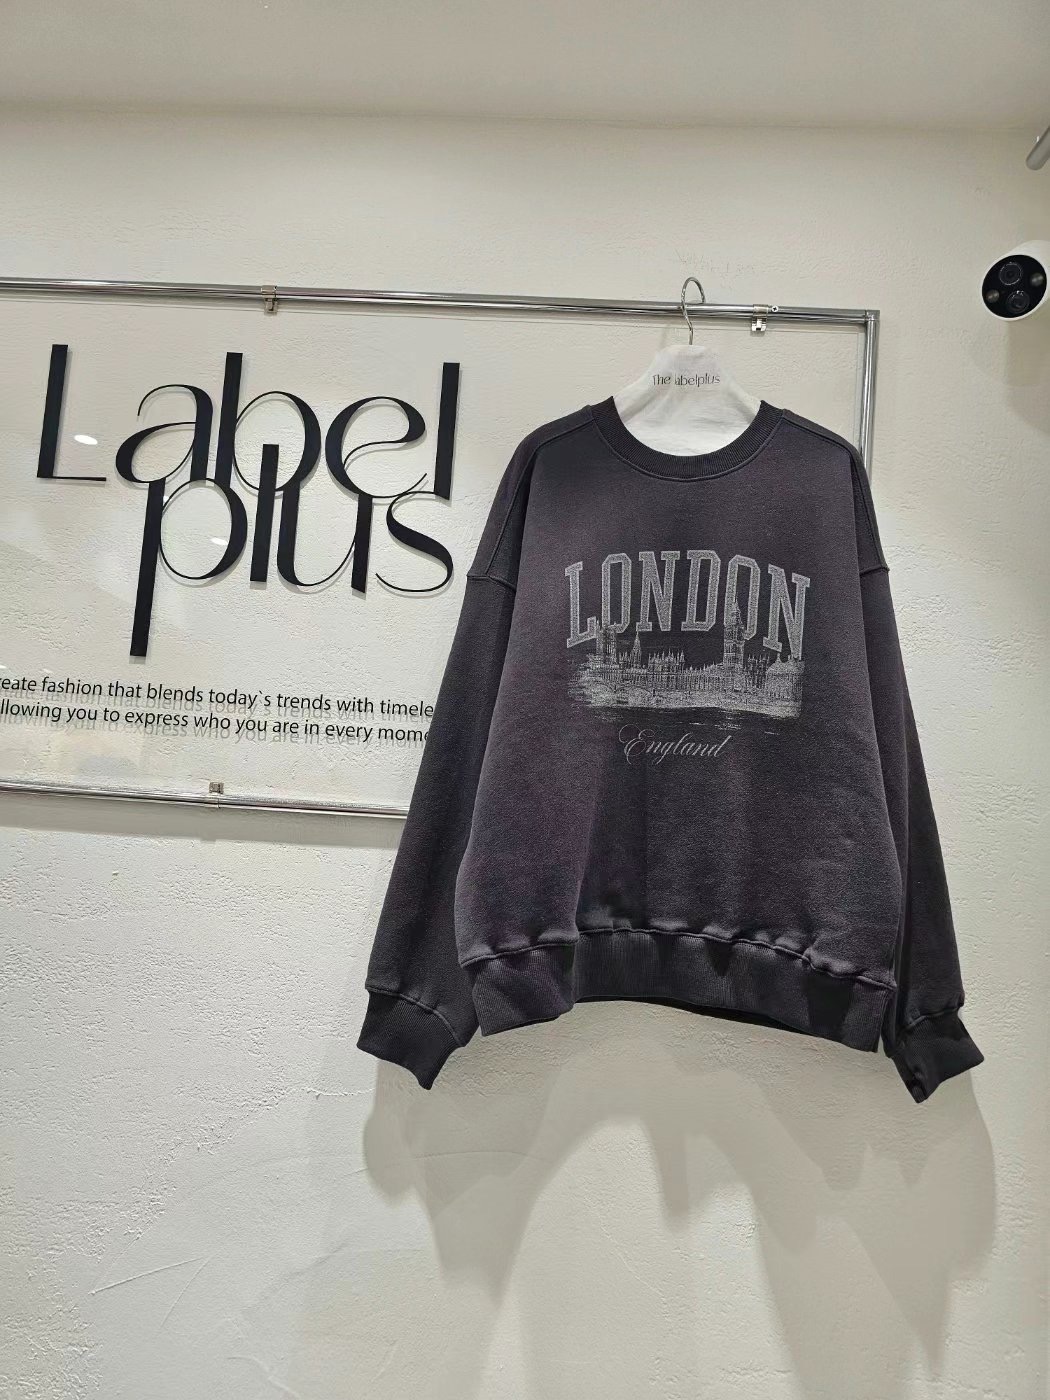 Label
plus
eate fashion that blends today`s trends with timele
llowing you to express who you are in every mome
The labelplus
LONDON
England